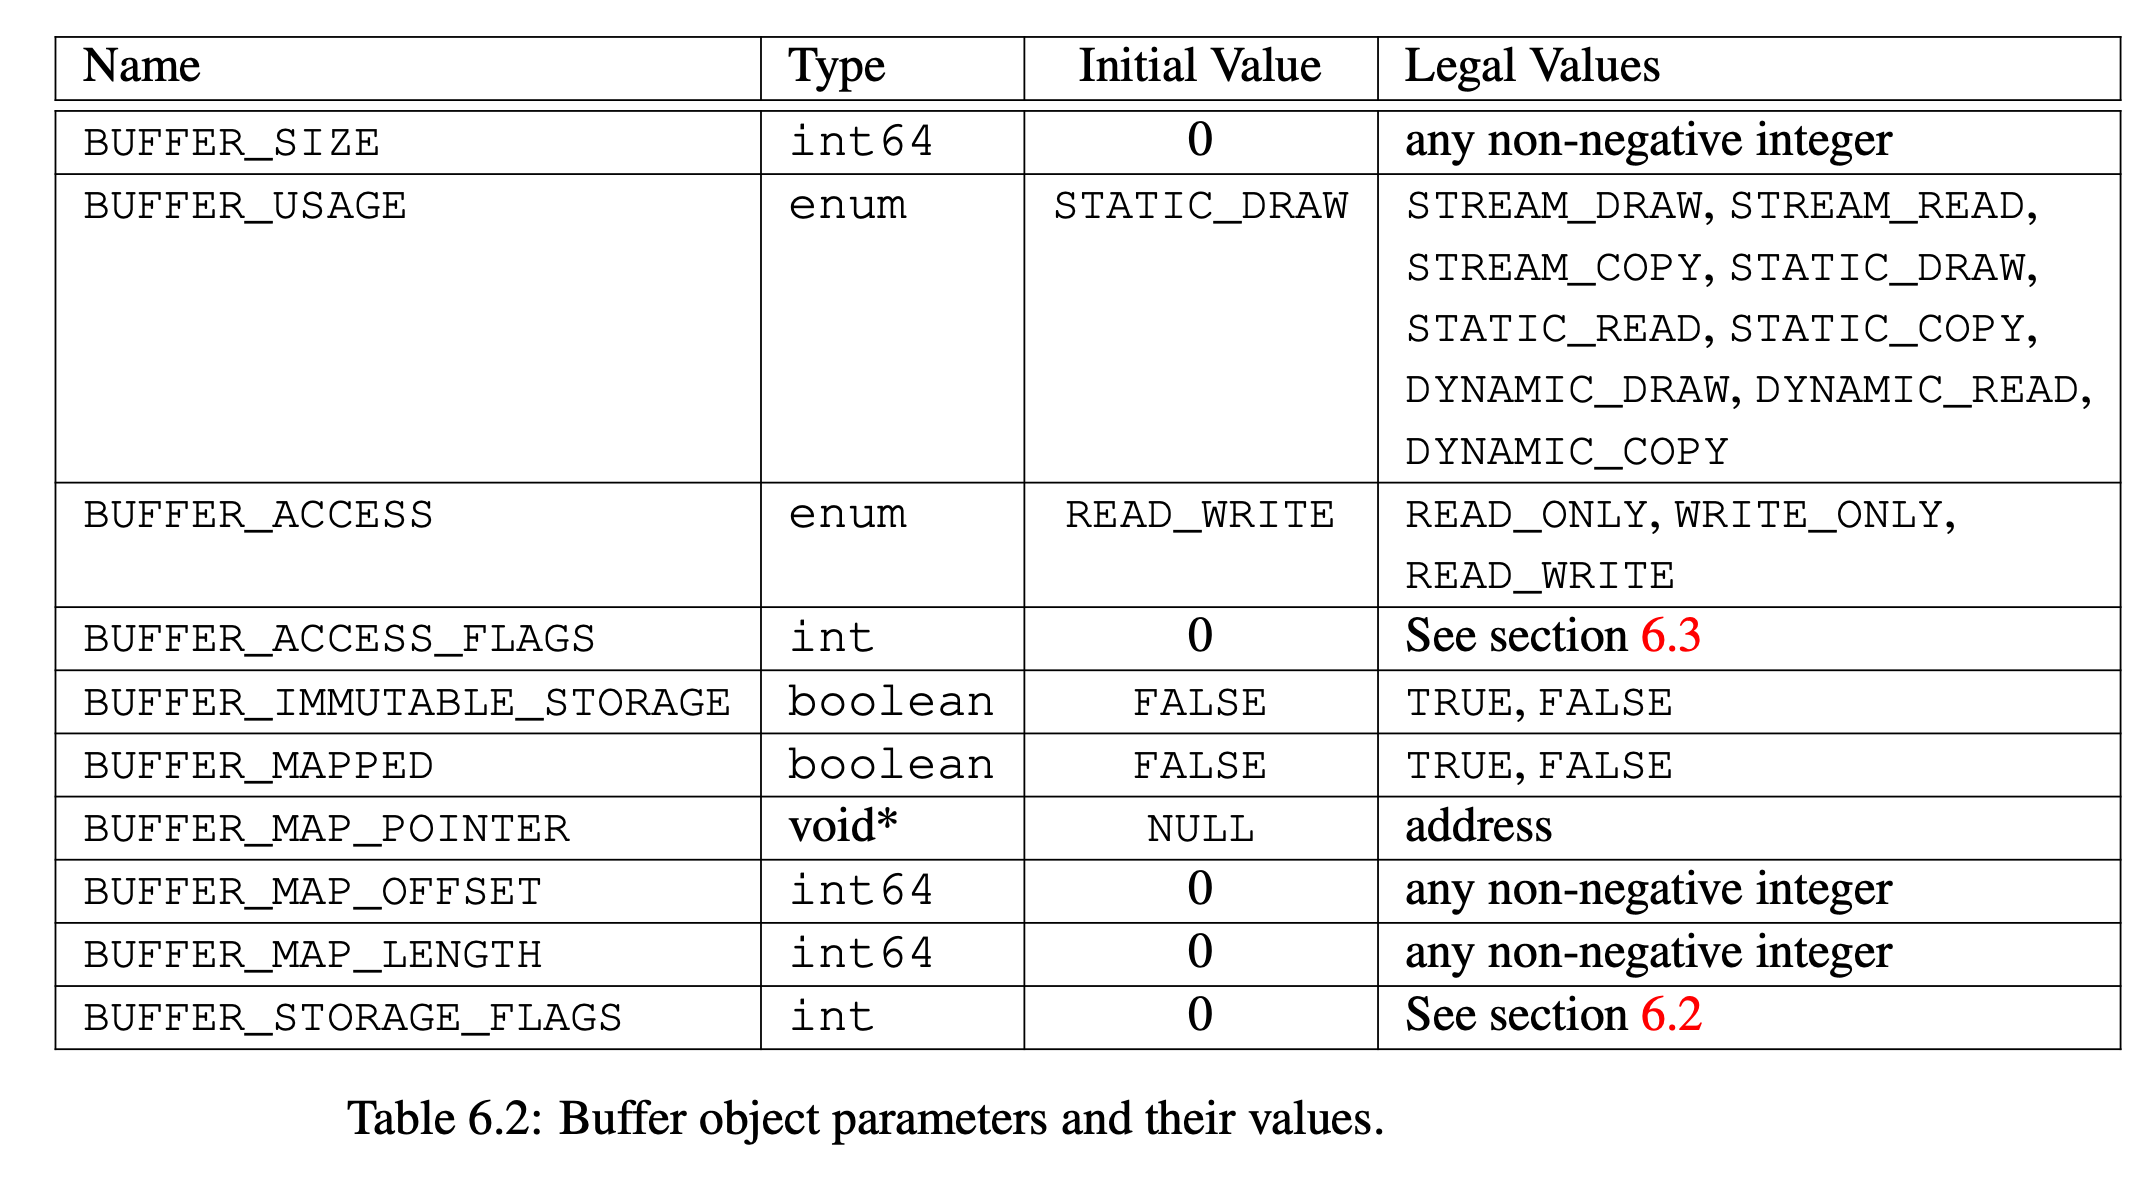 Name Type Initial Value Legal Values
BUFFER_SIZE int64 0 any non-negative integer
BUFFER_USAGE enum STATIC_DRAW STREAM_DRAW, STREAM_READ,
STREAM_COPY, STATIC_DRAW,
STATIC_READ, STATIC_COPY,
DYNAMIC_DRAW, DYNAMIC_READ,
DYNAMIC_COPY
BUFFER_ACCESS enum READ_WRITE READ_ONLY, WRITE_ONLY,
READ_WRITE
BUFFER_ACCESS_FLAGS int 0 See section 6.3
BUFFER_IMMUTABLE_STORAGE boolean FALSE TRUE, FALSE
BUFFER_MAPPED boolean FALSE TRUE, FALSE
BUFFER_MAP_POINTER void* NULL address
BUFFER_MAP_OFFSET int64 0 any non-negative integer
BUFFER_MAP_LENGTH int64 0 any non-negative integer
BUFFER_STORAGE_FLAGS int 0 See section 6.2
Table 6.2: Buffer object parameters and their values.